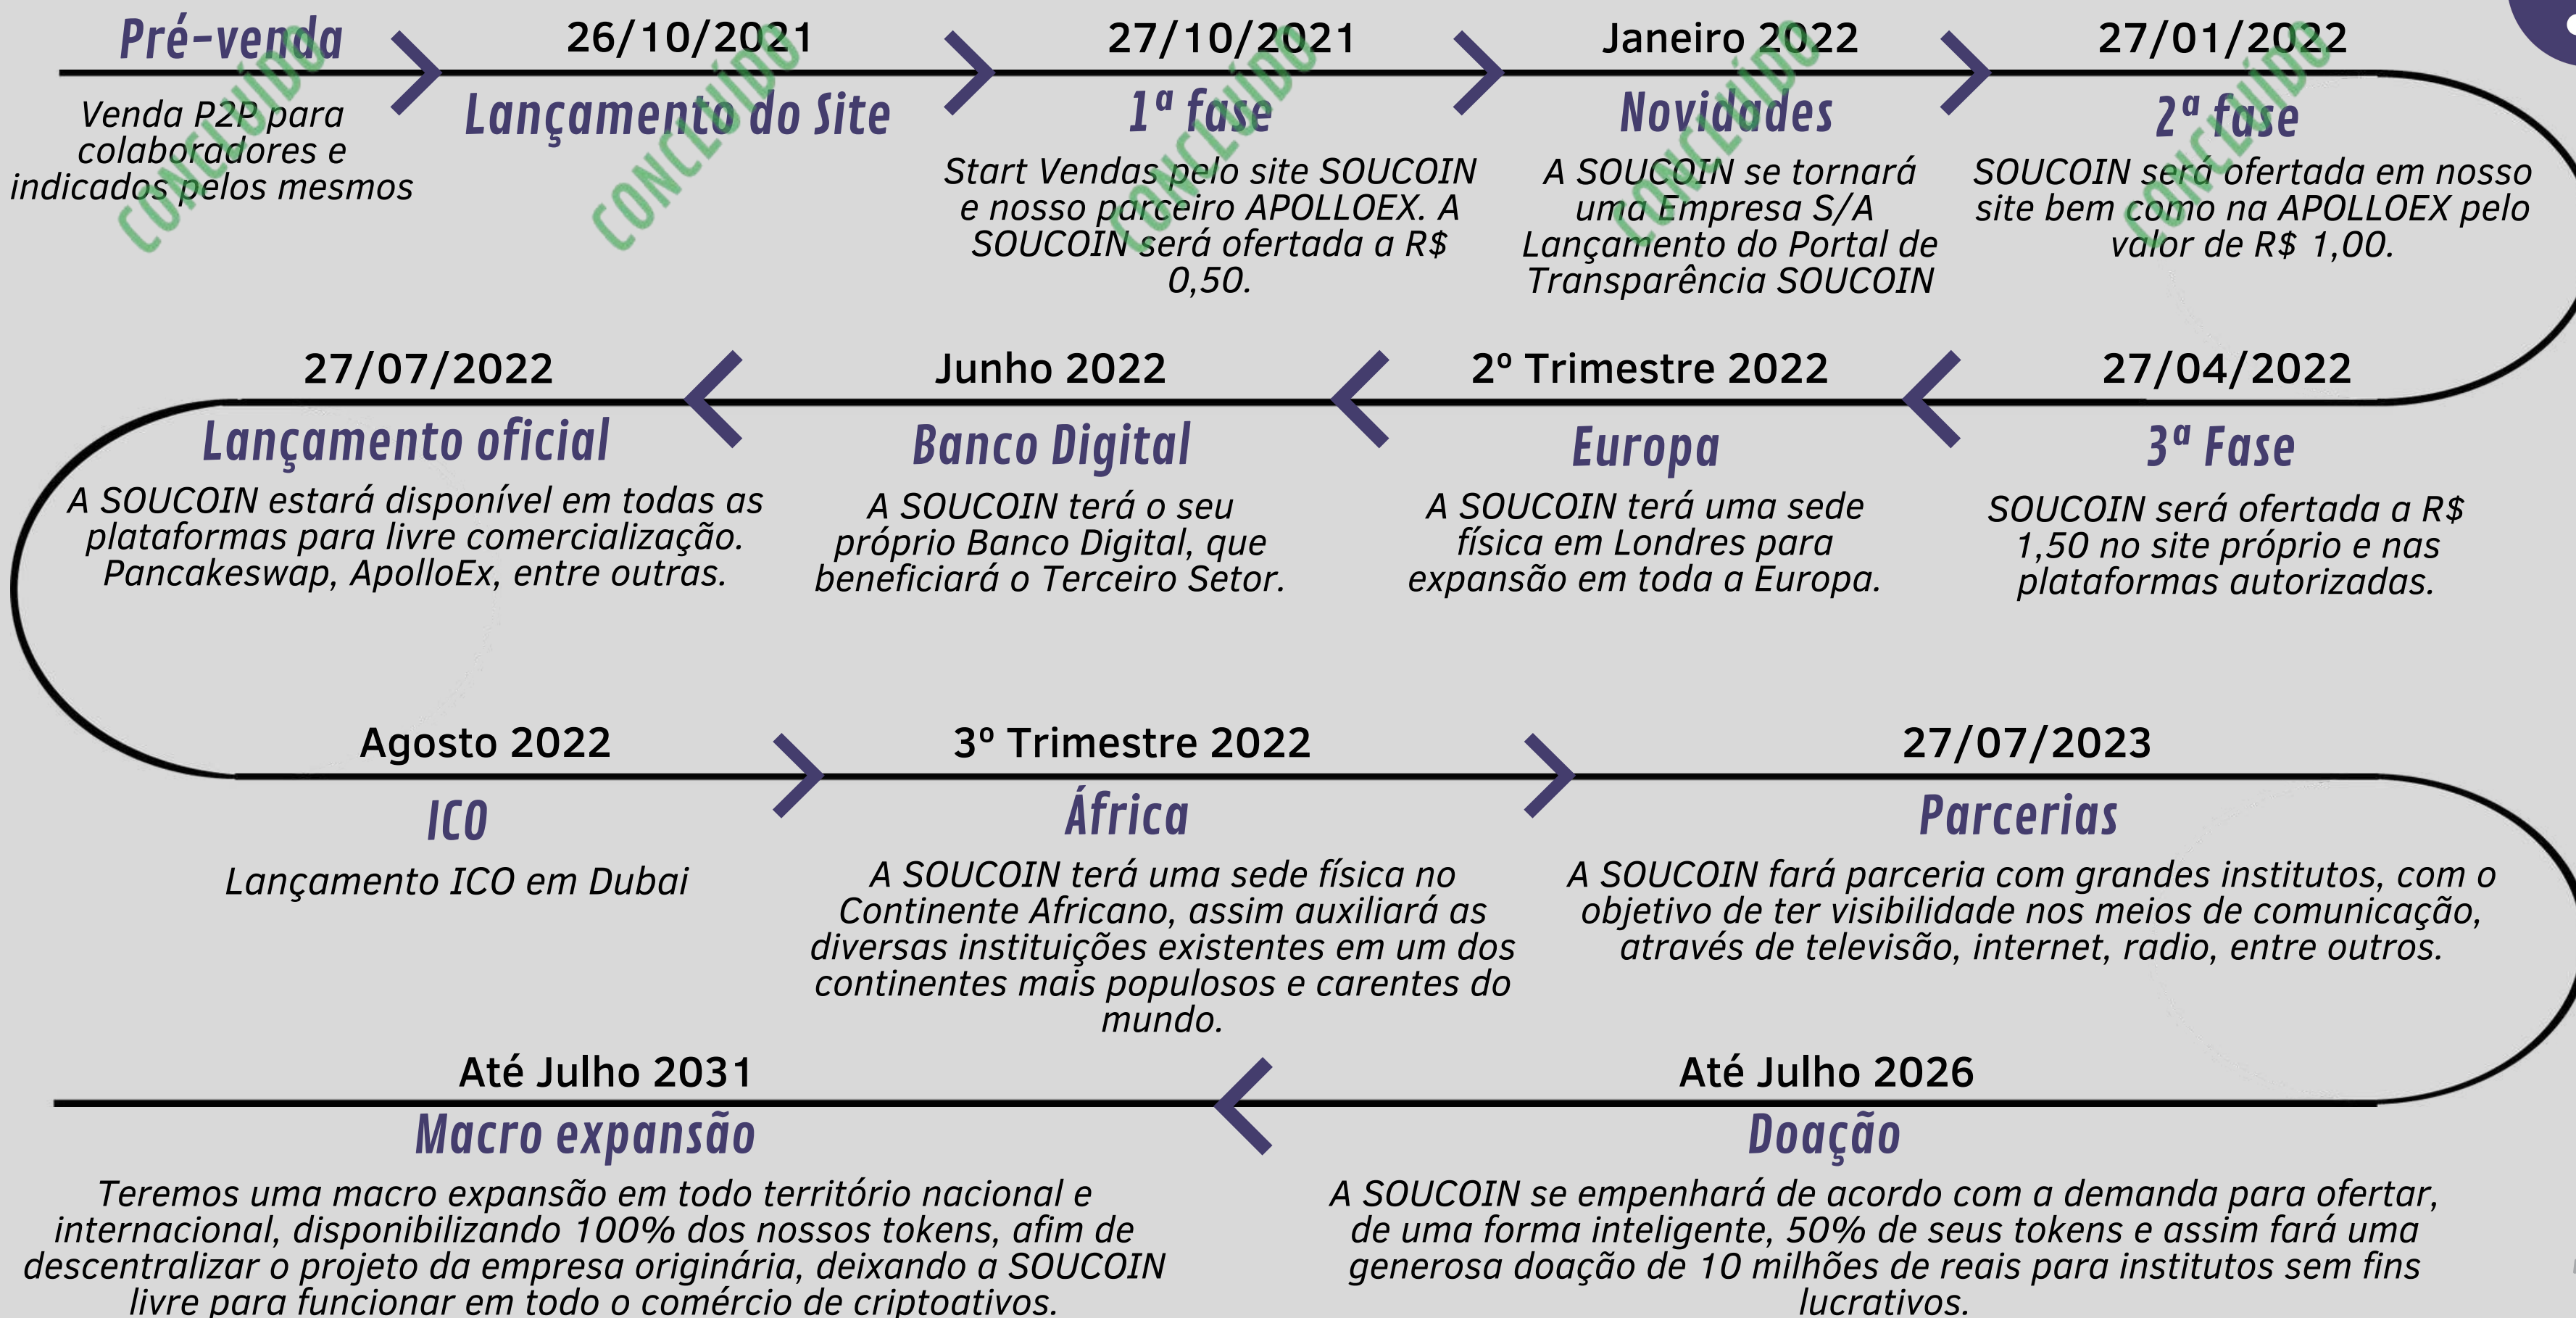 Pré-venda
Venda P2P para
colaboradores e
indicados pelos mesmos
CONCLUÍDO
26/10/2021
Lançamento do Site
CONCLUÍDO
27/10/2021
1ª fase
Start Vendas pelo site SOUCOIN
e nosso parceiro APOLLOEX. A
SOUCOIN será ofertada a R$
0,50.
CONCLUÍDO
Janeiro 2022
Novidades
A SOUCOIN se tornará
uma Empresa S/A
Lançamento do Portal de
Transparência SOUCOIN
CONCLUÍDO
27/01/2022
2ª fase
SOUCOIN será ofertada em nosso
site bem como na APOLLOEX pelo
valor de R$ 1,00.
CONCLUÍDO
27/04/2022
3ª Fase
SOUCOIN será ofertada a R$
1,50 no site próprio e nas
plataformas autorizadas.
2º Trimestre 2022
Europa
A SOUCOIN terá uma sede
física em Londres para
expansão em toda a Europa.
Junho 2022
Banco Digital
A SOUCOIN terá o seu
próprio Banco Digital, que
beneficiará o Terceiro Setor.
27/07/2022
Lançamento oficial
A SOUCOIN estará disponível em todas as
plataformas para livre comercialização.
Pancakeswap, ApolloEx, entre outras.
Agosto 2022
ICO
Lançamento ICO em Dubai
3º Trimestre 2022
África
A SOUCOIN terá uma sede física no
Continente Africano, assim auxiliará as
diversas instituições existentes em um dos
continentes mais populosos e carentes do
mundo.
27/07/2023
Parcerias
A SOUCOIN fará parceria com grandes institutos, com o
objetivo de ter visibilidade nos meios de comunicação,
através de televisão, internet, radio, entre outros.
Até Julho 2026
Doação
A SOUCOIN se empenhará de acordo com a demanda para ofertar,
de uma forma inteligente, 50% de seus tokens e assim fará uma
generosa doação de 10 milhões de reais para institutos sem fins
lucrativos.
Até Julho 2031
Macro expansão
Teremos uma macro expansão em todo território nacional e
internacional, disponibilizando 100% dos nossos tokens, afim de
descentralizar o projeto da empresa originária, deixando a SOUCOIN
livre para funcionar em todo o comércio de criptoativos.